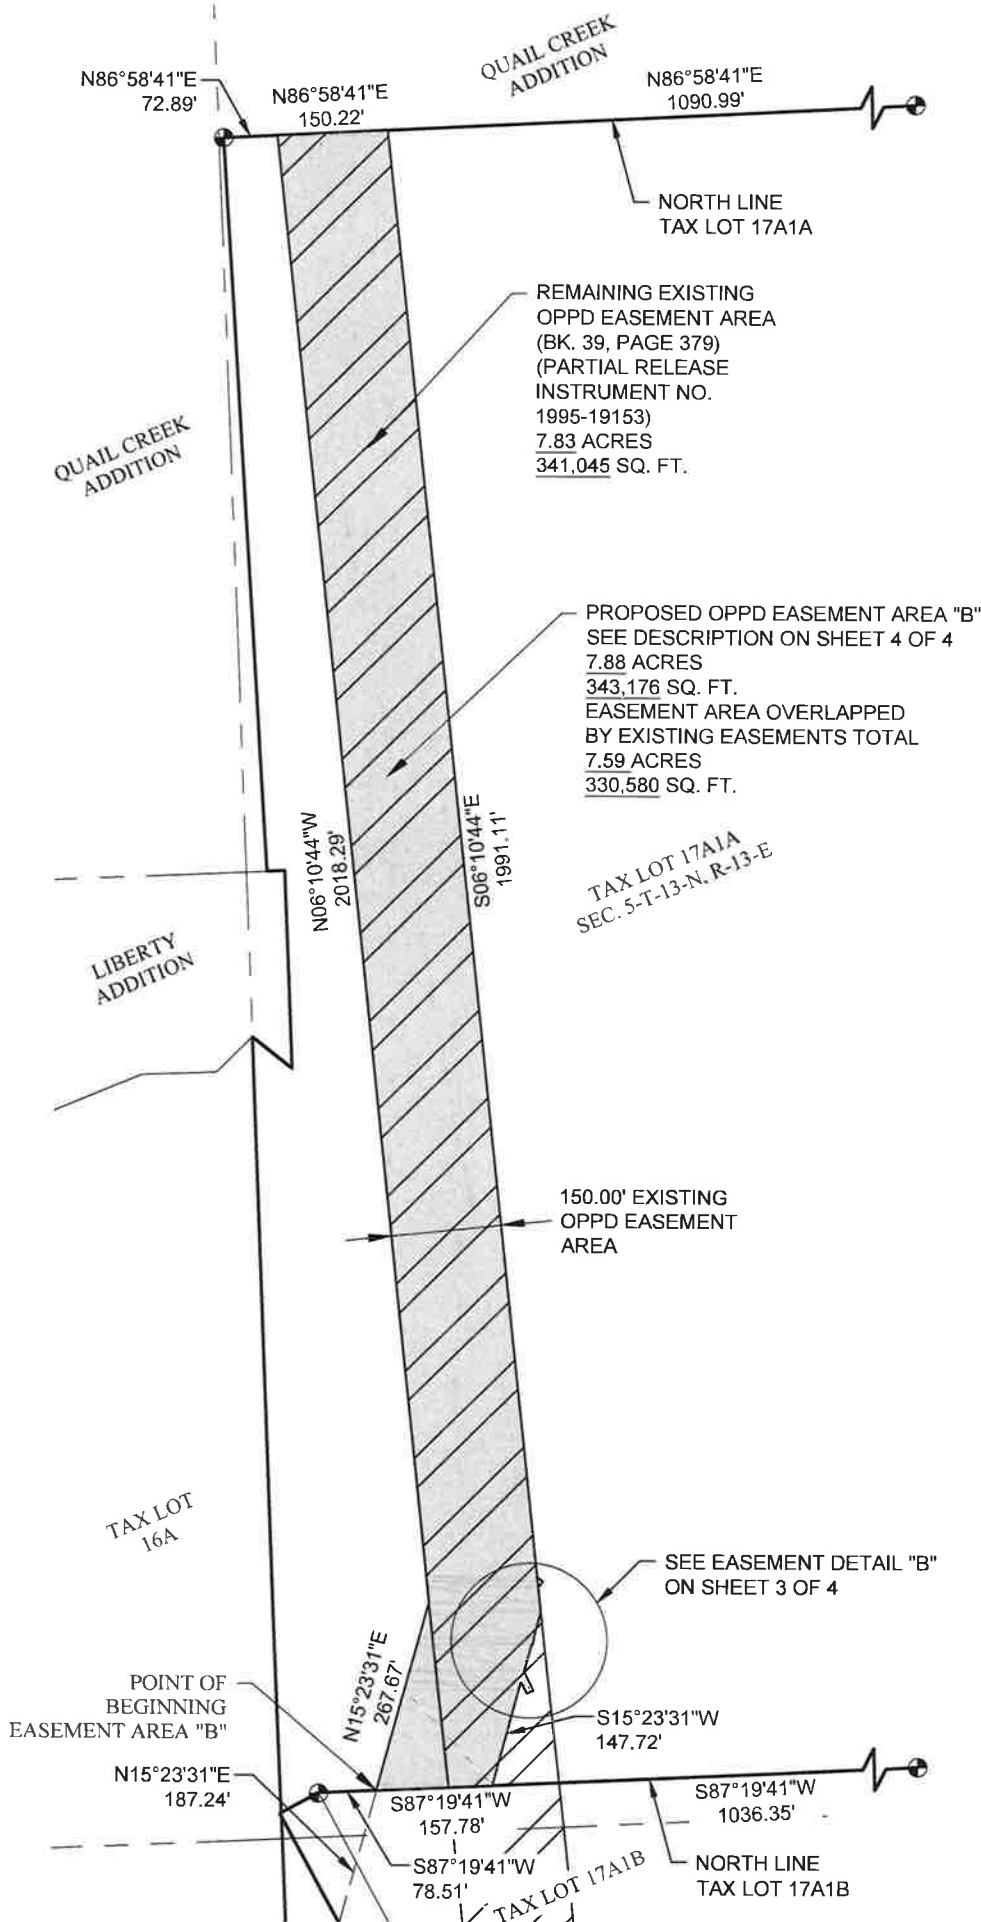 QUAIL CREEK
ADDITION
N86°58'41"E
72.89'
N86°58'41"E
150.22'
N86°58'41"E
1090.99'
NORTH LINE
TAX LOT 17A1A
REMAINING EXISTING
OPPD EASEMENT AREA
(BK. 39, PAGE 379)
(PARTIAL RELEASE
INSTRUMENT NO.
1995-19153)
7.83 ACRES
341,045 SQ. FT.
QUAIL CREEK
ADDITION
PROPOSED OPPD EASEMENT AREA "B"
SEE DESCRIPTION ON SHEET 4 OF 4
7.88 ACRES
343,176 SQ. FT.
EASEMENT AREA OVERLAPPED
BY EXISTING EASEMENTS TOTAL
7.59 ACRES
330,580 SQ. FT.
N06°10'44"W
2018.29'
S06°10'44"E
1991.11'
TAX LOT 17A1A
SEC. 5-T-13-N, R-13-E
LIBERTY
ADDITION
150.00' EXISTING
OPPD EASEMENT
AREA
TAX LOT
16A
SEE EASEMENT DETAIL "B"
ON SHEET 3 OF 4
N15°23'31"E
267.67'
POINT OF
BEGINNING
EASEMENT AREA "B"
S15°23'31"W
147.72'
N15°23'31"E
187.24'
S87°19'41"W
157.78'
S87°19'41"W
1036.35'
S87°19'41"W
78.51'
TAX LOT 17A1B
NORTH LINE
TAX LOT 17A1B